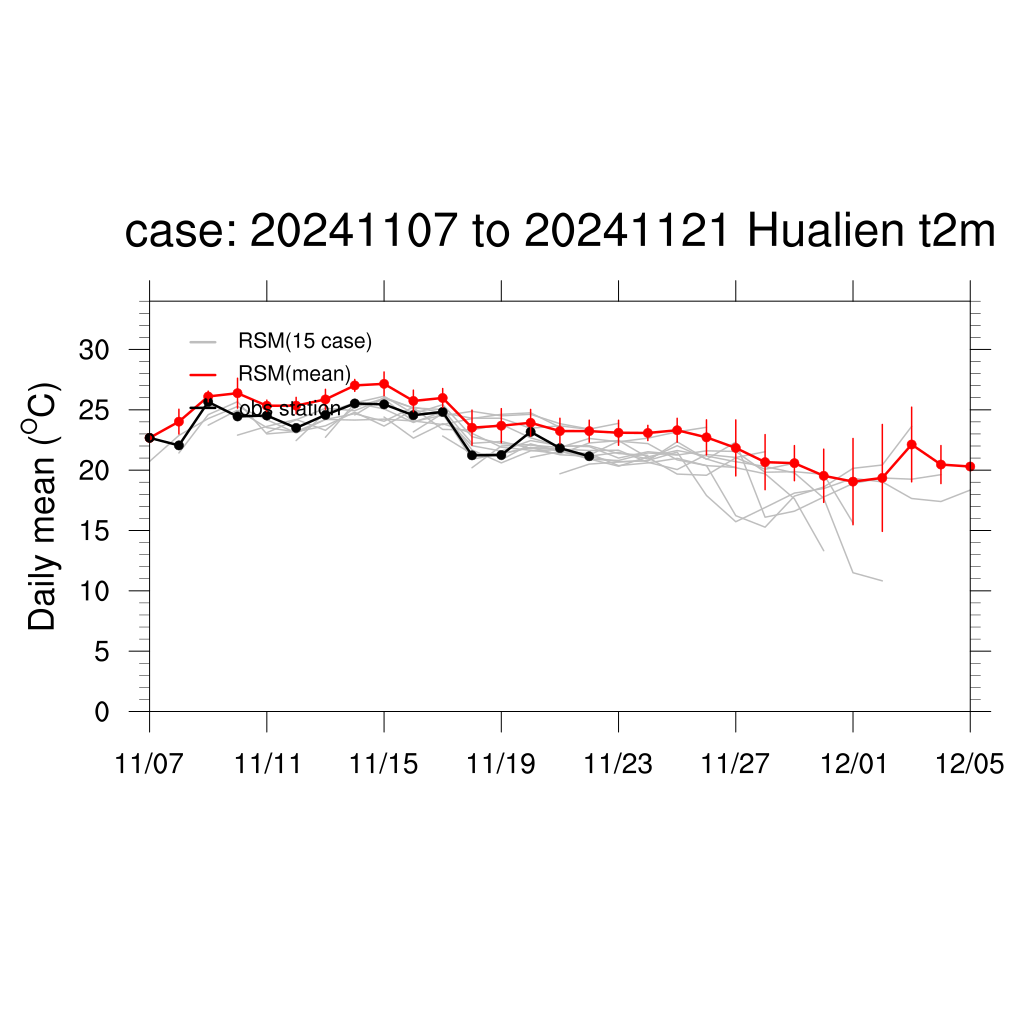 case: 20241107 to 20241121 Hualien t2m
RSM(15 case)
RSM(mean)
obs station
Daily mean (°C)
30
25
20
15
10
5
0
11/07 11/11 11/15 11/19 11/23 11/27 12/01 12/05